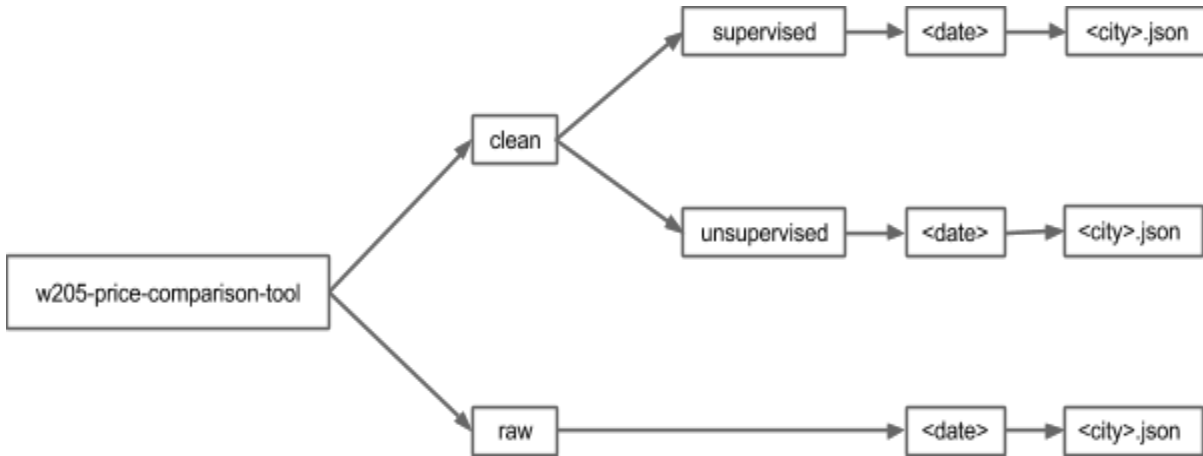 supervised
<date>
<city>.json
clean
unsupervised
<date>
<city>.json
w205-price-comparison-tool
raw
<date>
<city>.json